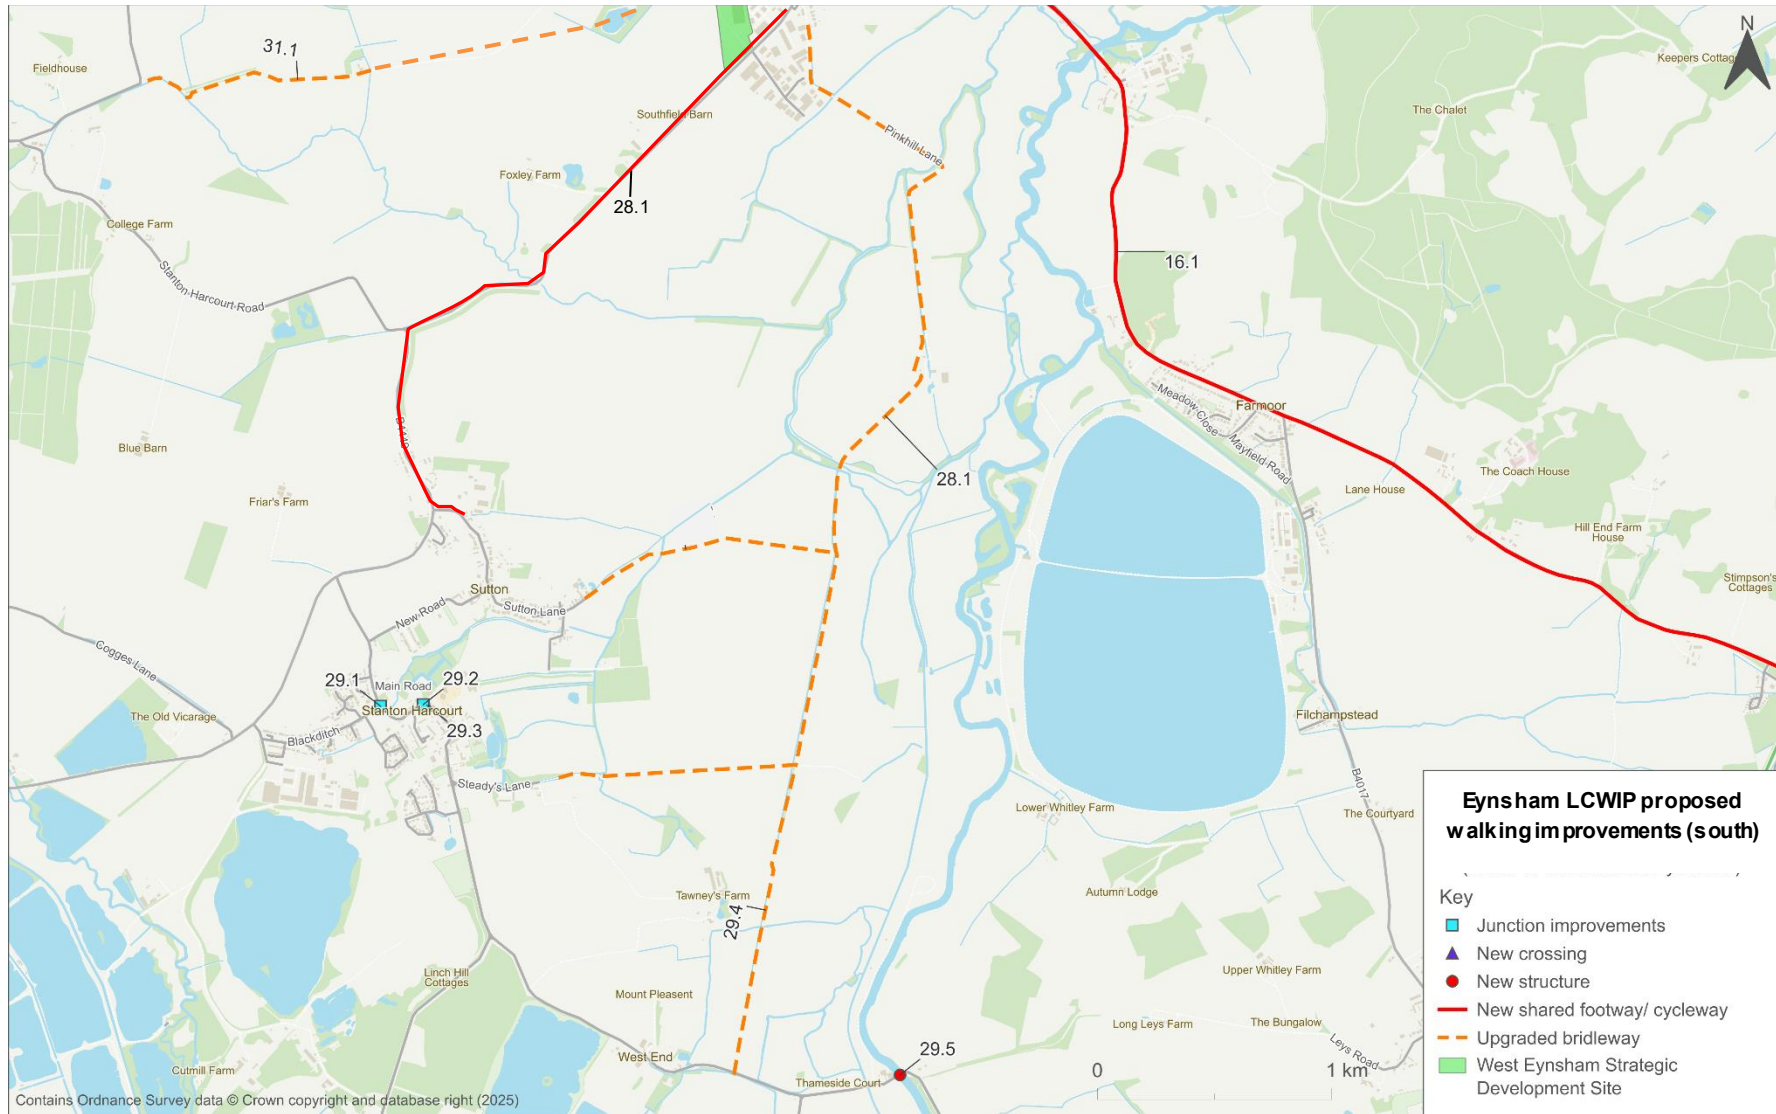 N
31.1
Fieldhouse
Keepers Cottage
The Chalet
Southfield Barn
Pinkhill Lane
Foxley Farm
28.1
College Farm
16.1
Stanton Harcourt Road
Meadow Close
Farmoor
Mayfield Road
Blue Barn
28.1
The Coach House
Lane House
Friar's Farm
Hill End Farm
House
Stimpson's
Cottages
Sutton
Sutton Lane
New Road
Cogges Lane
29.1
Main Road
29.2
Stanton Harcourt
The Old Vicarage
29.3
Blackditch
Filchampstead
Steady's Lane
B4017
Lower Whitley Farm
The Courtyard
Tawney's Farm
29.4
Autumn Lodge
Linch Hill
Cottages
Upper Whitley Farm
Mount Pleasent
Long Leys Farm
The Bungalow
Leys Road
West End
29.5
Cutmill Farm
Thameside Court
0
1 km
Contains Ordnance Survey data © Crown copyright and database right (2025)
Eynsham LCWIP proposed
walking improvements (south)
Key
Junction improvements
New crossing
New structure
New shared footway/ cycleway
Upgraded bridleway
West Eynsham Strategic
Development Site